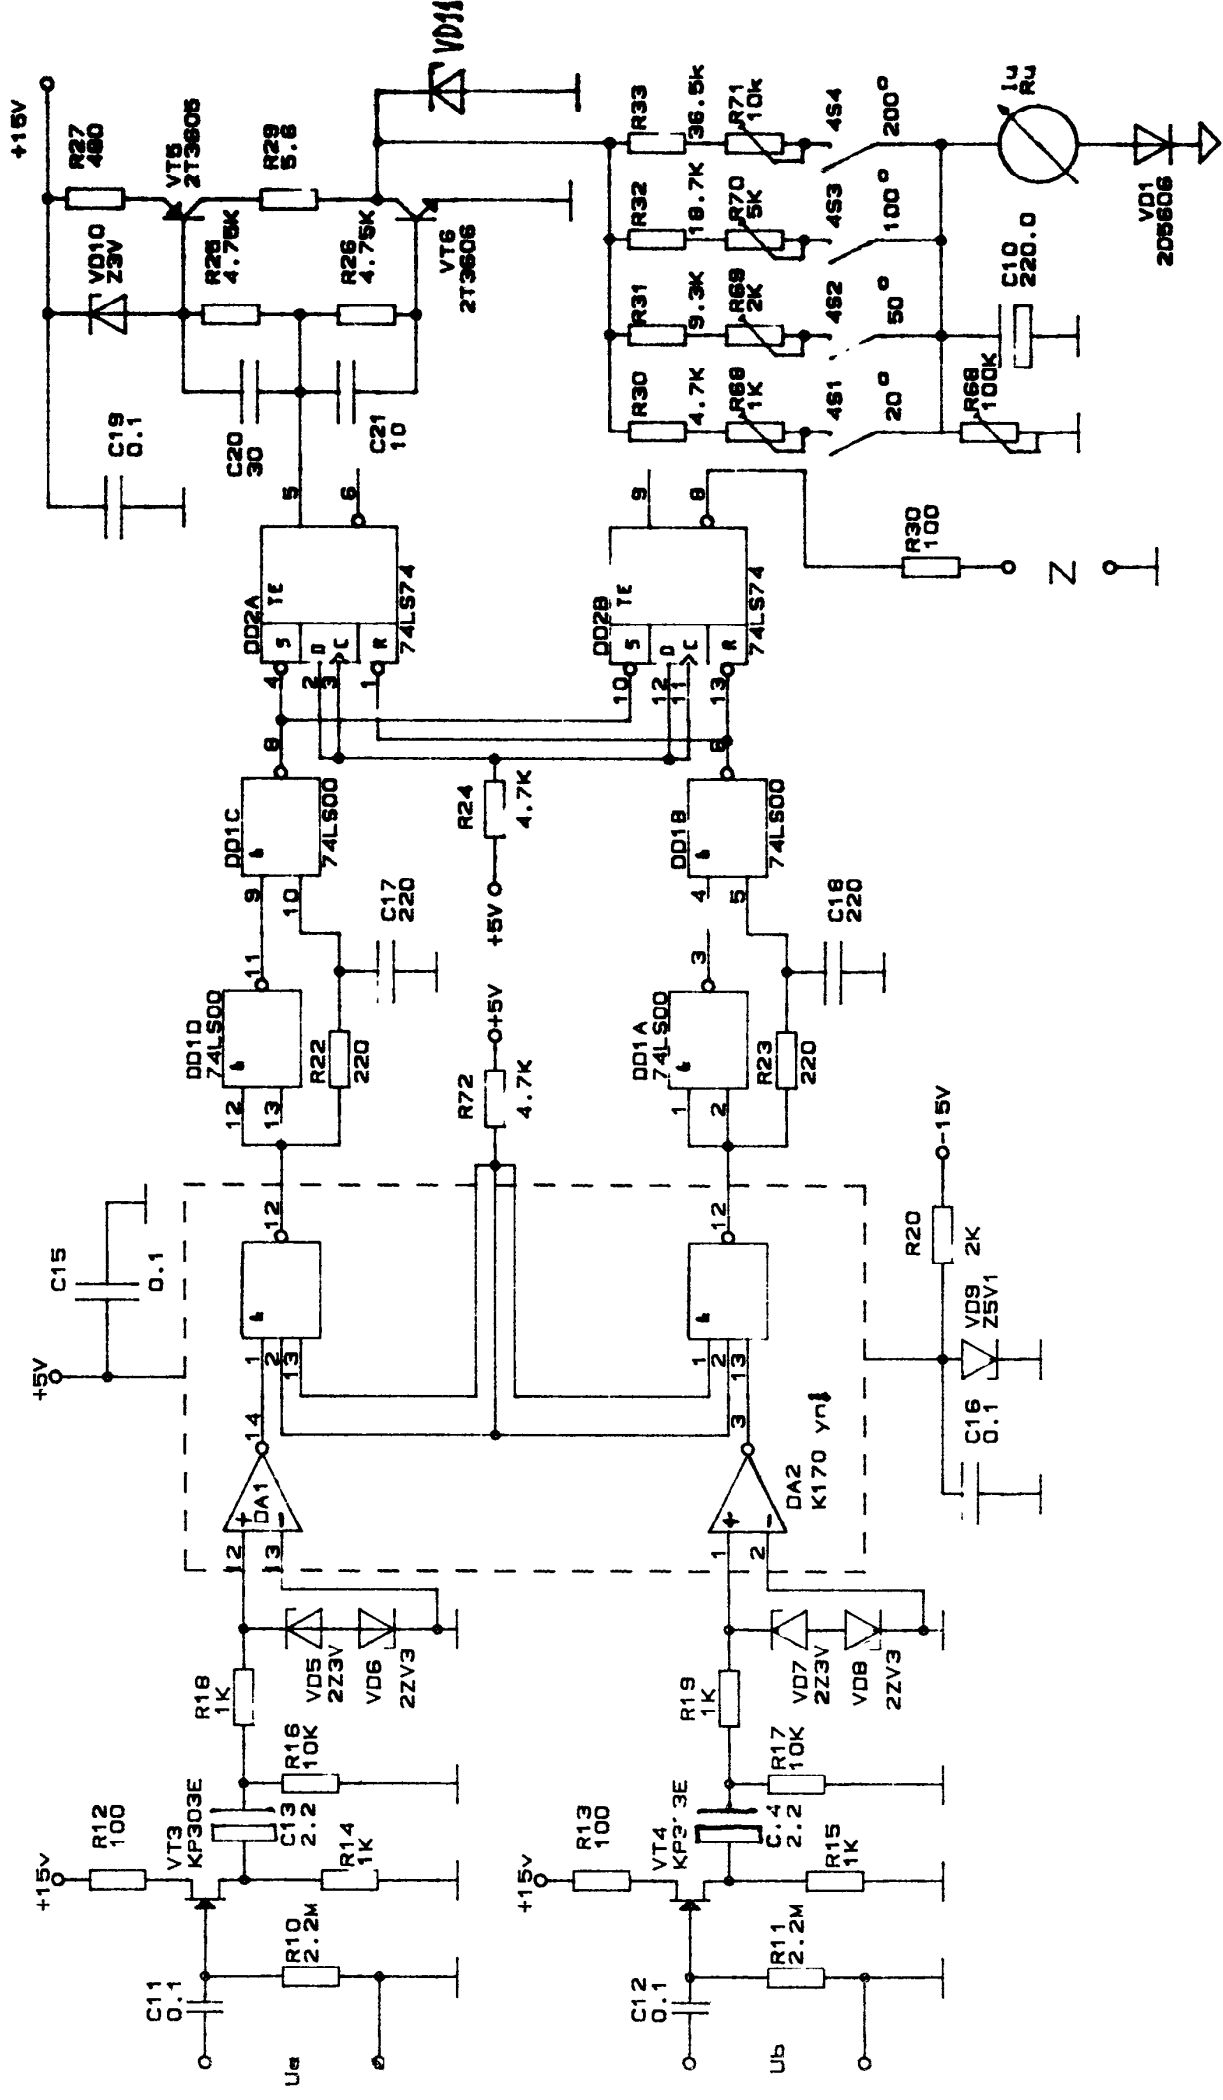 Ua
C11
0.1
R10
2.2M
+15V
R12
100
VT3
KP303E
R14
1K
C13
2.2
R16
10K
R18
1K
VD5
2Z3V
VD6
2ZV3
12
13
+
-
DA1
14
1
2
13
&
12
+5V
C15
0.1
12
13
DD1D
74LS00
&
11
R22
220
C17
220
9
10
DD1C
74LS00
&
8
4
2
3
1
DD2A
S
D
C
R
TE
74LS74
5
6
C19
0.1
C20
30
C21
10
+15V
VD10
Z3V
R25
4.75K
R26
4.75K
R27
VT5
2T3605
R29
VT6
2T3606
VD11
Ub
C12
0.1
R11
2.2M
+15V
R13
100
VT4
R15
1K
2.2
R17
10K
R19
1K
VD7
2Z3V
VD8
2ZV3
1
2
+
-
DA2
K170
3
1
2
13
&
12
R72
4.7K
+5V
+5V
R24
4.7K
C16
0.1
VD9
Z5V1
R20
2K
-15V
1
2
DD1A
74LS00
&
3
R23
220
C18
220
4
5
DD1B
74LS00
&
10
12
11
13
DD2B
S
D
C
R
TE
74LS74
9
8
R30
100
Z
R30
4.7K
R31
9.3K
R32
18.7K
R33
36.5K
1K
R69
2K
R70
5K
R71
10K
4S1
4S2
4S3
4S4
20°
50°
100°
200°
R68
100K
C10
220.0
Iu
Ru
VD1
2D5606